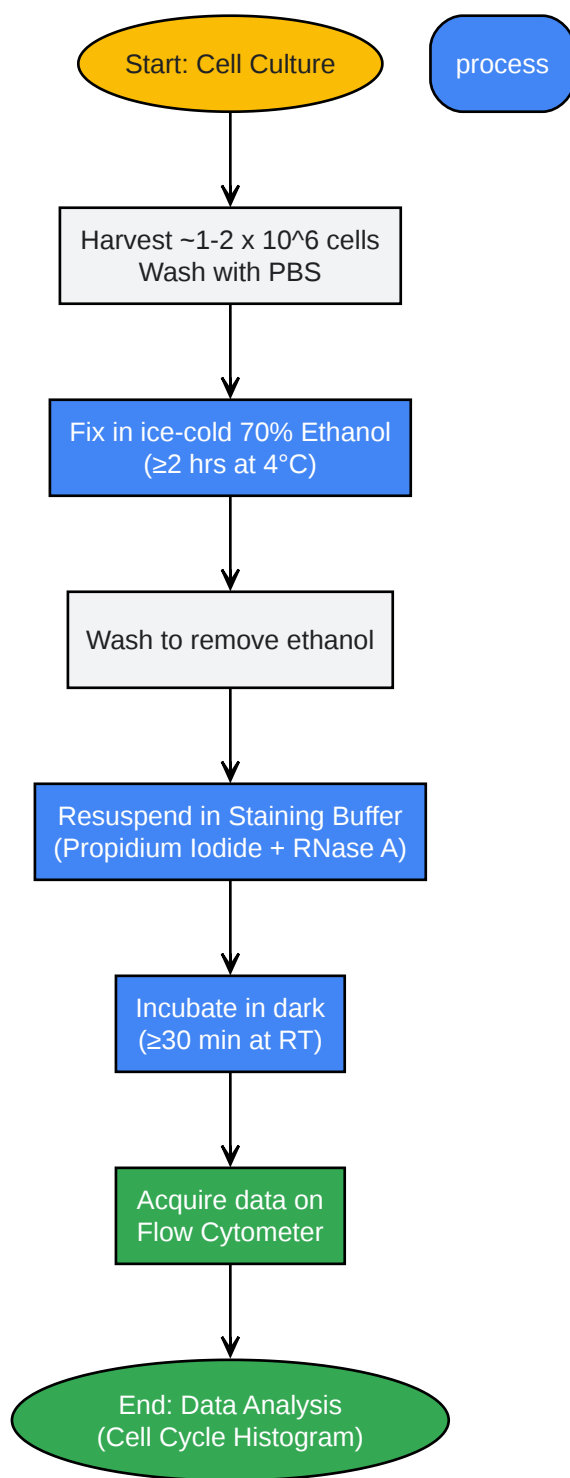 Start: Cell Culture
process
Harvest ~1-2 x 10^6 cells
Wash with PBS
Fix in ice-cold 70% Ethanol
(≥2 hrs at 4°C)
Wash to remove ethanol
Resuspend in Staining Buffer
(Propidium Iodide + RNase A)
Incubate in dark
(≥30 min at RT)
Acquire data on
Flow Cytometer
End: Data Analysis
(Cell Cycle Histogram)